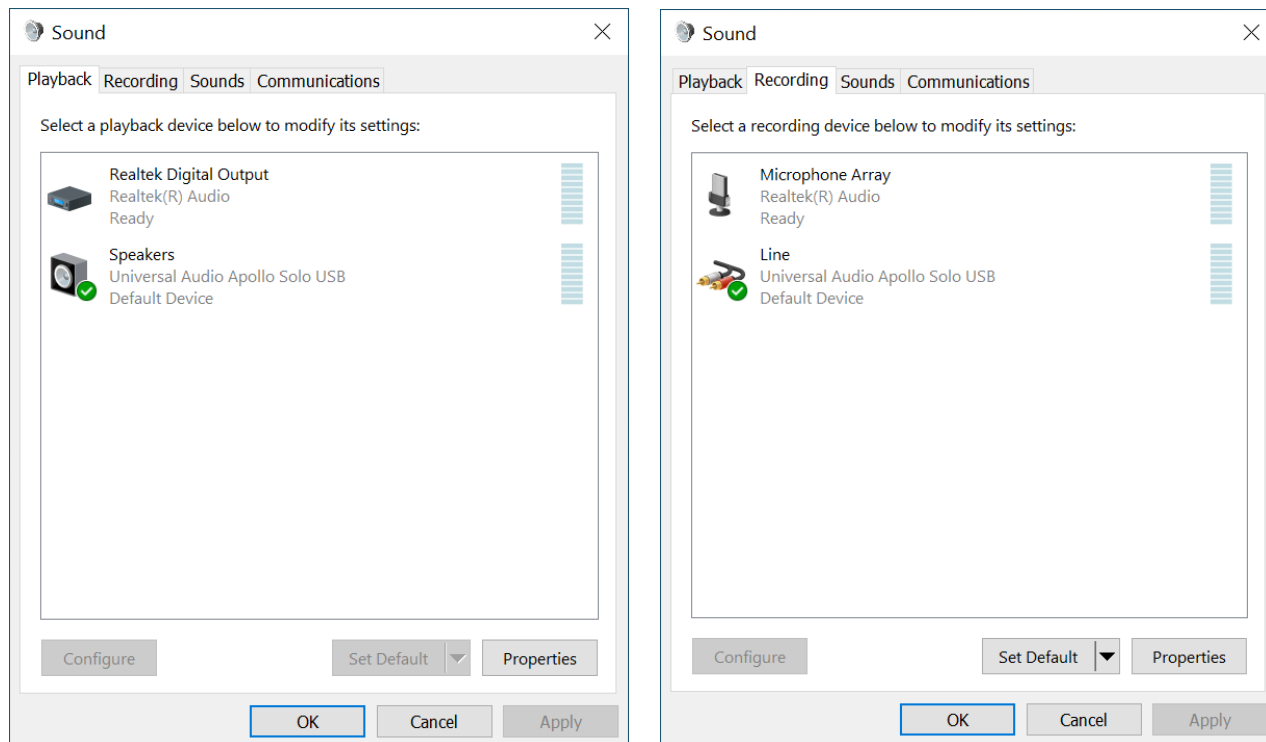 Sound
Playback Recording Sounds Communications
Select a playback device below to modify its settings:
Realtek Digital Output
Realtek(R) Audio
Ready
Speakers
Universal Audio Apollo Solo USB
Default Device
Configure
Set Default
Properties
OK
Cancel
Apply
Sound
Playback Recording Sounds Communications
Select a recording device below to modify its settings:
Microphone Array
Realtek(R) Audio
Ready
Line
Universal Audio Apollo Solo USB
Default Device
Configure
Set Default
Properties
OK
Cancel
Apply